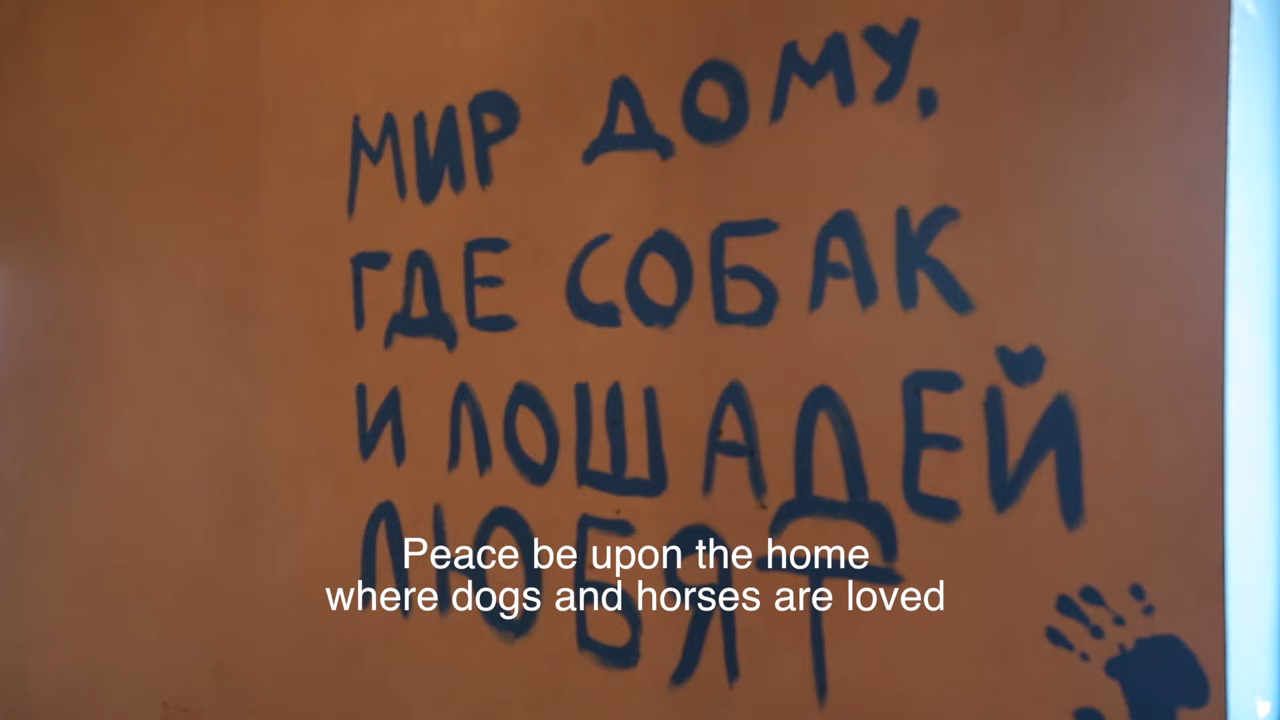 МИР ДОМУ,
ГДЕ СОБАК
И ЛОШАДЕЙ
ЛЮБЯТ
Peace be upon the home
where dogs and horses are loved